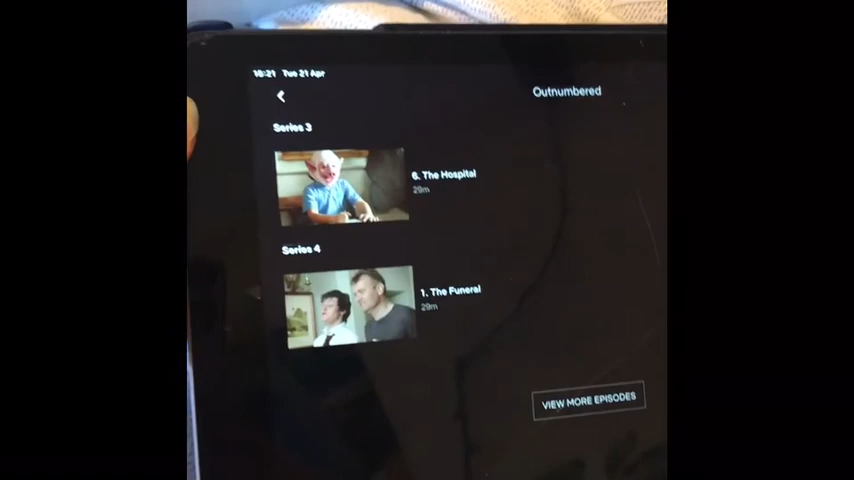 18:21 Tue 21 Apr
Outnumbered
Series 3
6. The Hospital
29m
Series 4
1. The Funeral
29m
VIEW MORE EPISODES